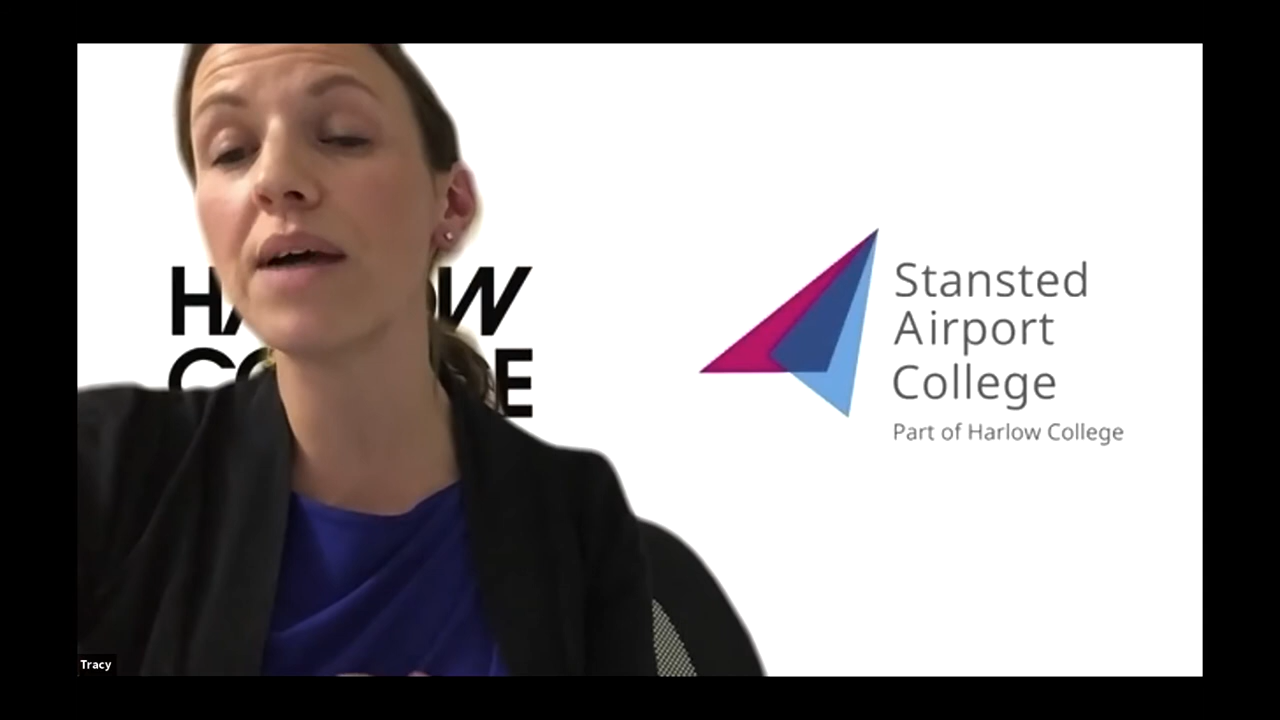 Stansted
Airport
College
Part of Harlow College
Tracy